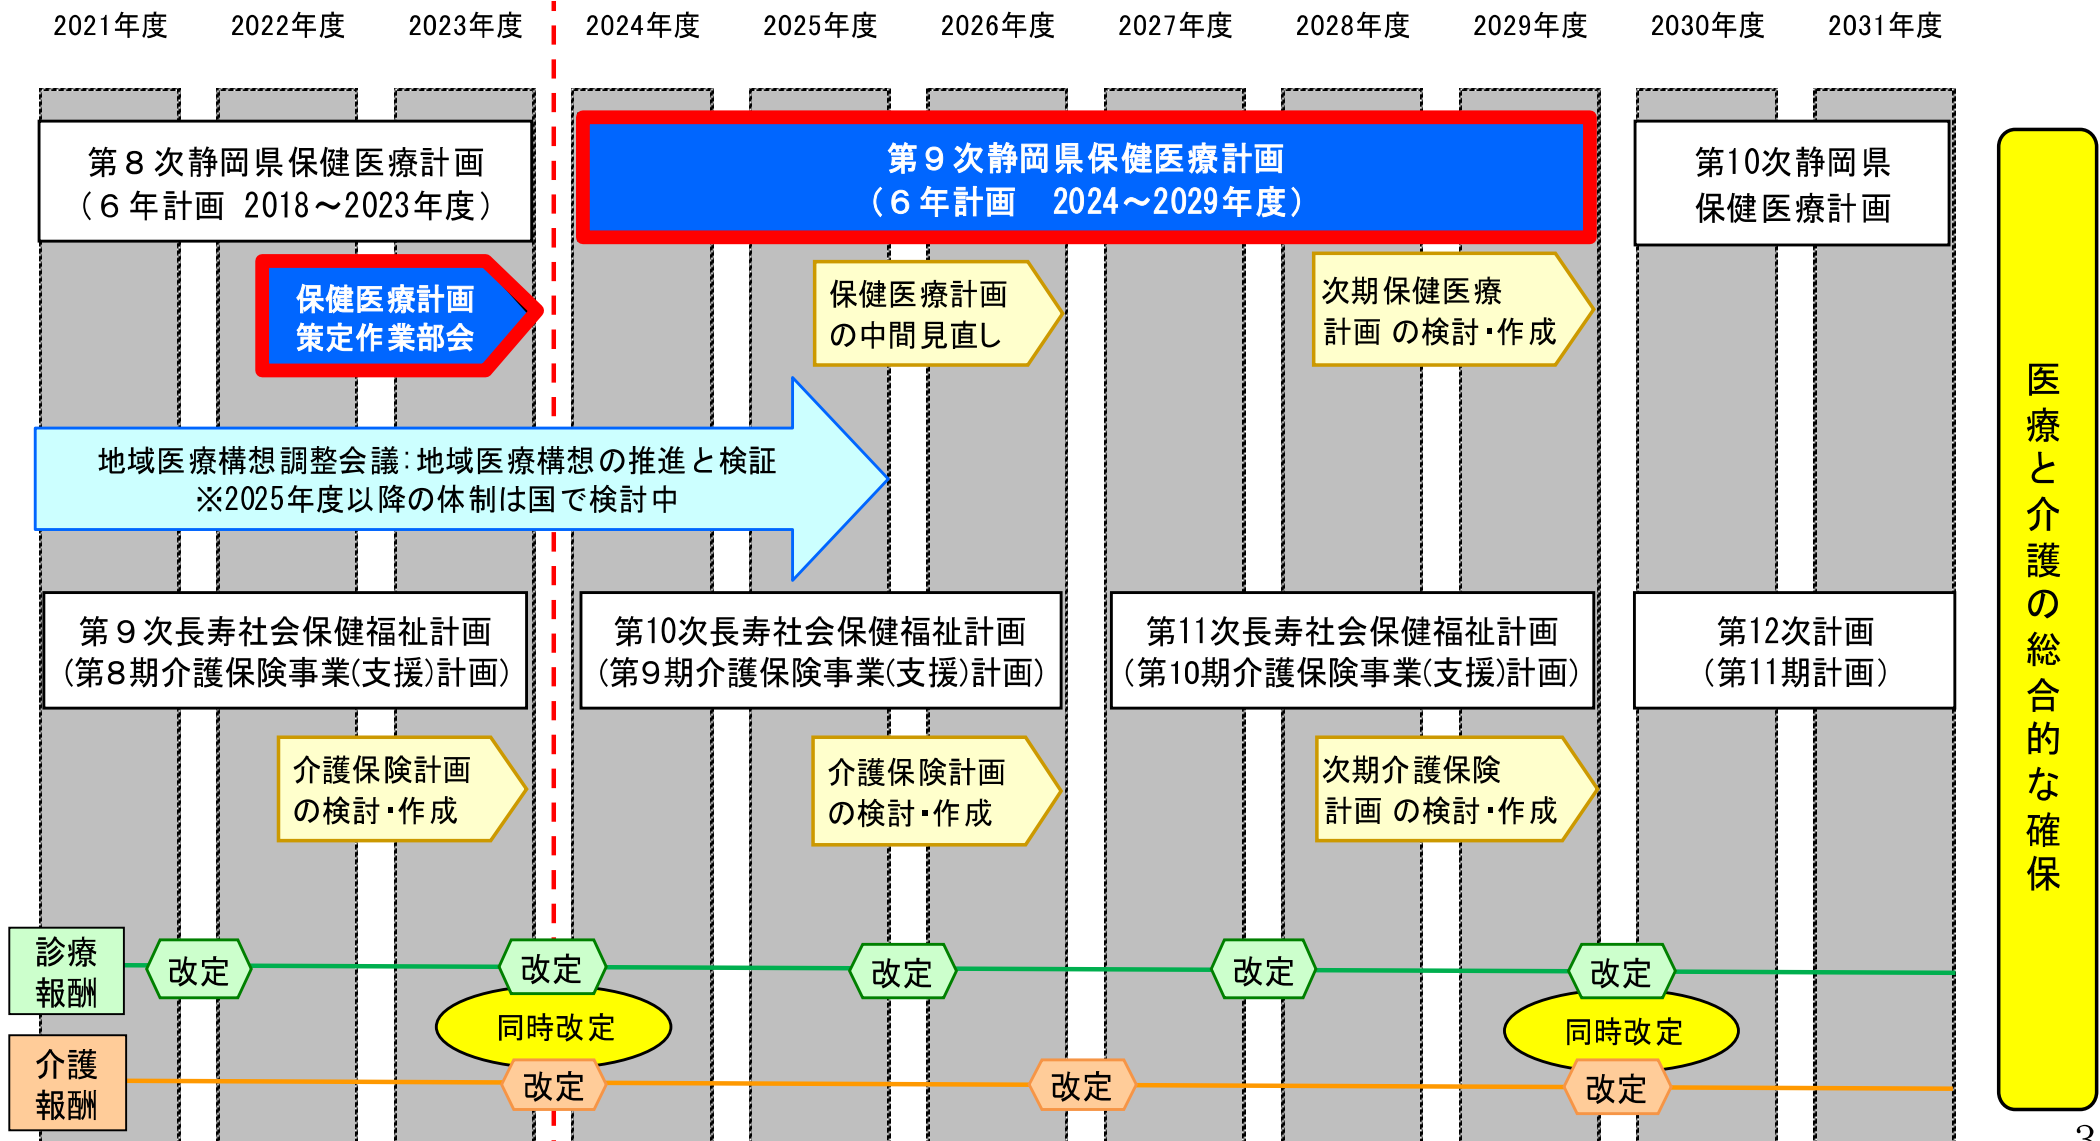 2021年度 2022年度 2023年度 2024年度 2025年度 2026年度 2027年度 2028年度 2029年度 2030年度 2031年度
第８次静岡県保健医療計画
（６年計画 2018～2023年度）
第９次静岡県保健医療計画
（６年計画　2024～2029年度）
第10次静岡県
保健医療計画
保健医療計画
策定作業部会
保健医療計画
の中間見直し
次期保健医療
計画 の検討・作成
地域医療構想調整会議：地域医療構想の推進と検証
※2025年度以降の体制は国で検討中
第９次長寿社会保健福祉計画
(第８期介護保険事業(支援)計画)
第10次長寿社会保健福祉計画
(第９期介護保険事業(支援)計画)
第11次長寿社会保健福祉計画
(第10期介護保険事業(支援)計画)
第12次計画
（第11期計画）
介護保険計画
の検討・作成
介護保険計画
の検討・作成
次期介護保険
計画 の検討・作成
診療
報酬
改定 改定 改定 改定 改定
同時改定 同時改定
介護
報酬
改定 改定 改定
医療と介護の総合的な確保
3